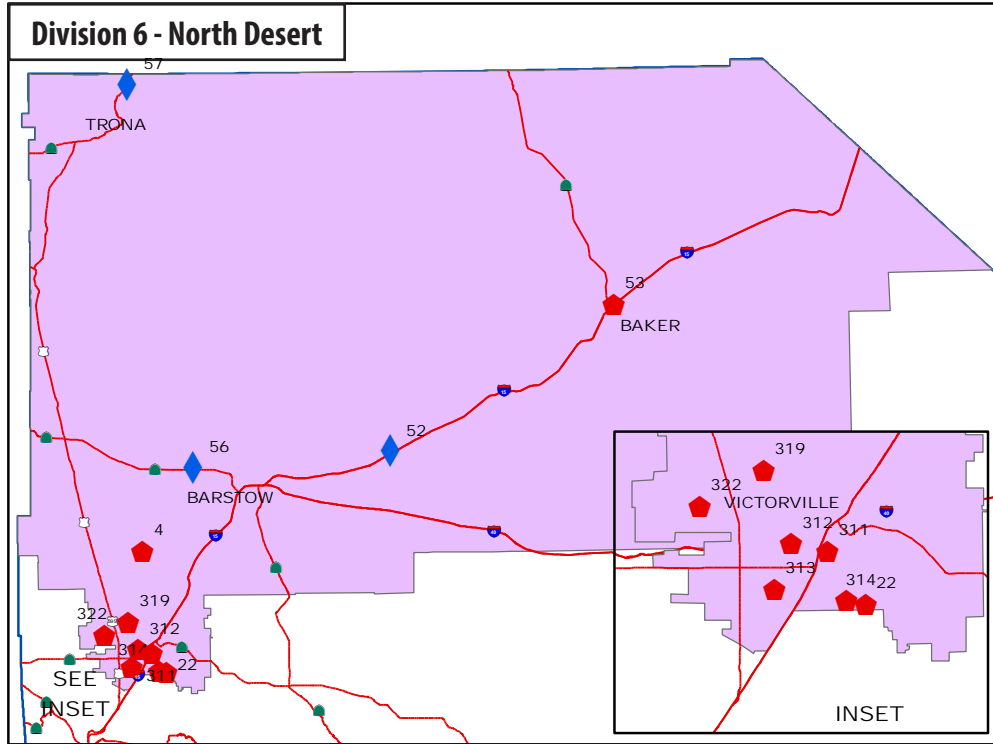 Division 6 - North Desert
57
TRONA
53
BAKER
52
56
BARSTOW
4
319
322
312
22
311
SEE
INSET
319
322
VICTORVILLE
312
311
313
314
22
INSET